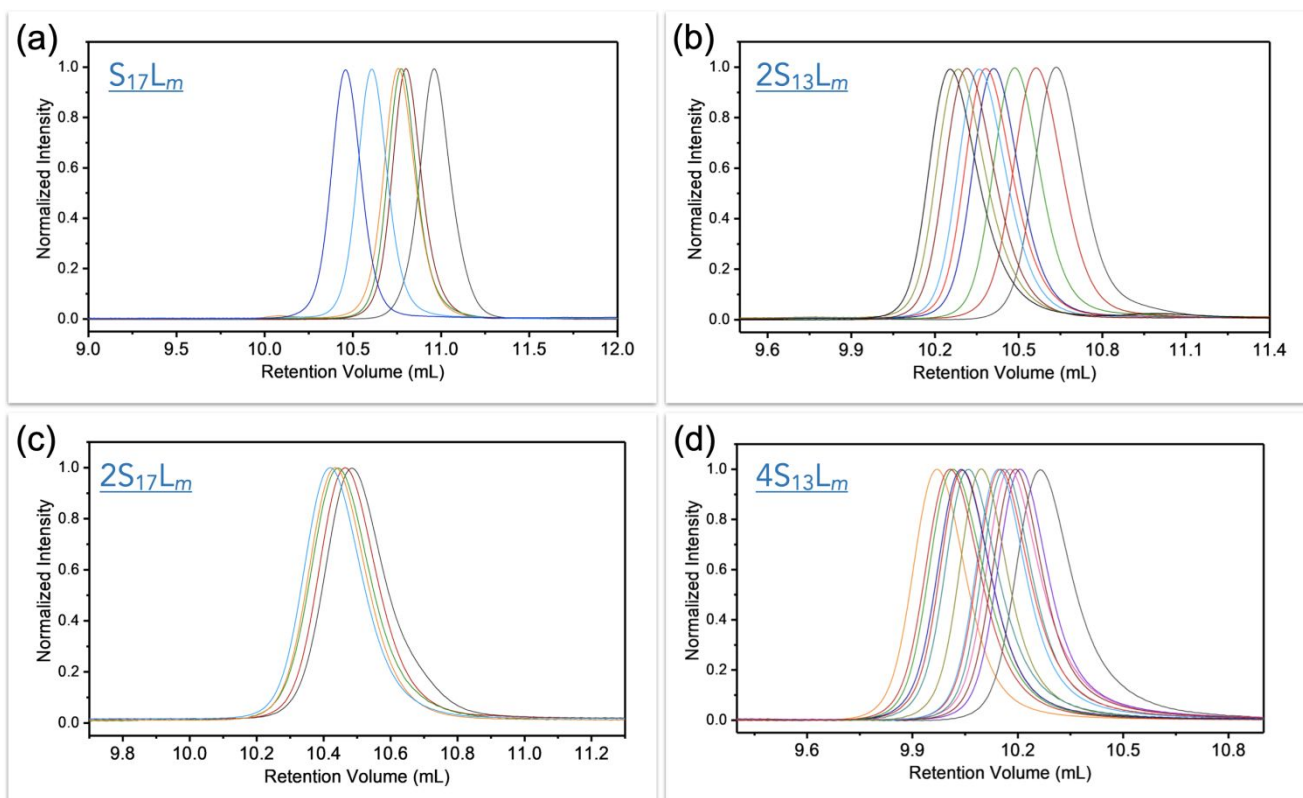 (a)
S₁₇Lₘ
Normalized Intensity
1.0
0.8
0.6
0.4
0.2
0.0
9.0 9.5 10.0 10.5 11.0 11.5 12.0
Retention Volume (mL)
(b)
2S₁₃Lₘ
Normalized Intensity
1.0
0.8
0.6
0.4
0.2
0.0
9.6 9.9 10.2 10.5 10.8 11.1 11.4
Retention Volume (mL)
(c)
2S₁₇Lₘ
Normalized Intensity
1.0
0.8
0.6
0.4
0.2
0.0
9.8 10.0 10.2 10.4 10.6 10.8 11.0 11.2
Retention Volume (mL)
(d)
4S₁₃Lₘ
Normalized Intensity
1.0
0.8
0.6
0.4
0.2
0.0
9.6 9.9 10.2 10.5 10.8
Retention Volume (mL)